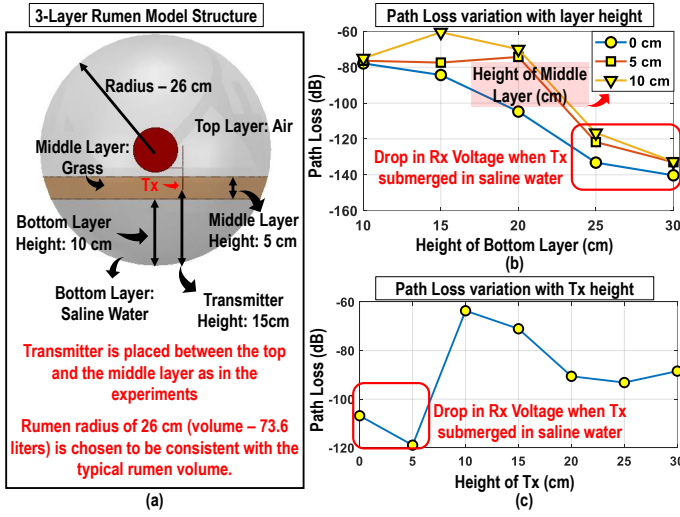 3-Layer Rumen Model Structure
(a)
Radius – 26 cm
Top Layer: Air
Middle Layer:
Grass
Tx
Bottom Layer
Height: 10 cm
Middle Layer
Height: 5 cm
Bottom Layer:
Saline Water
Transmitter
Height: 15cm
Transmitter is placed between the top
and the middle layer as in the
experiments
Rumen radius of 26 cm (volume – 73.6
liters) is chosen to be consistent with the
typical rumen volume.
(a)
Path Loss variation with layer height
-60
-80
-100
-120
-140
-160
Path Loss (dB)
0 cm
5 cm
10 cm
Height of Middle
Layer (cm)
Drop in Rx Voltage when Tx
submerged in saline water
10
15
20
25
30
Height of Bottom Layer (cm)
(b)
Path Loss variation with Tx height
-60
-80
-100
-120
Path Loss (dB)
Drop in Rx Voltage when Tx
submerged in saline water
0
5
10
15
20
25
30
Height of Tx (cm)
(c)